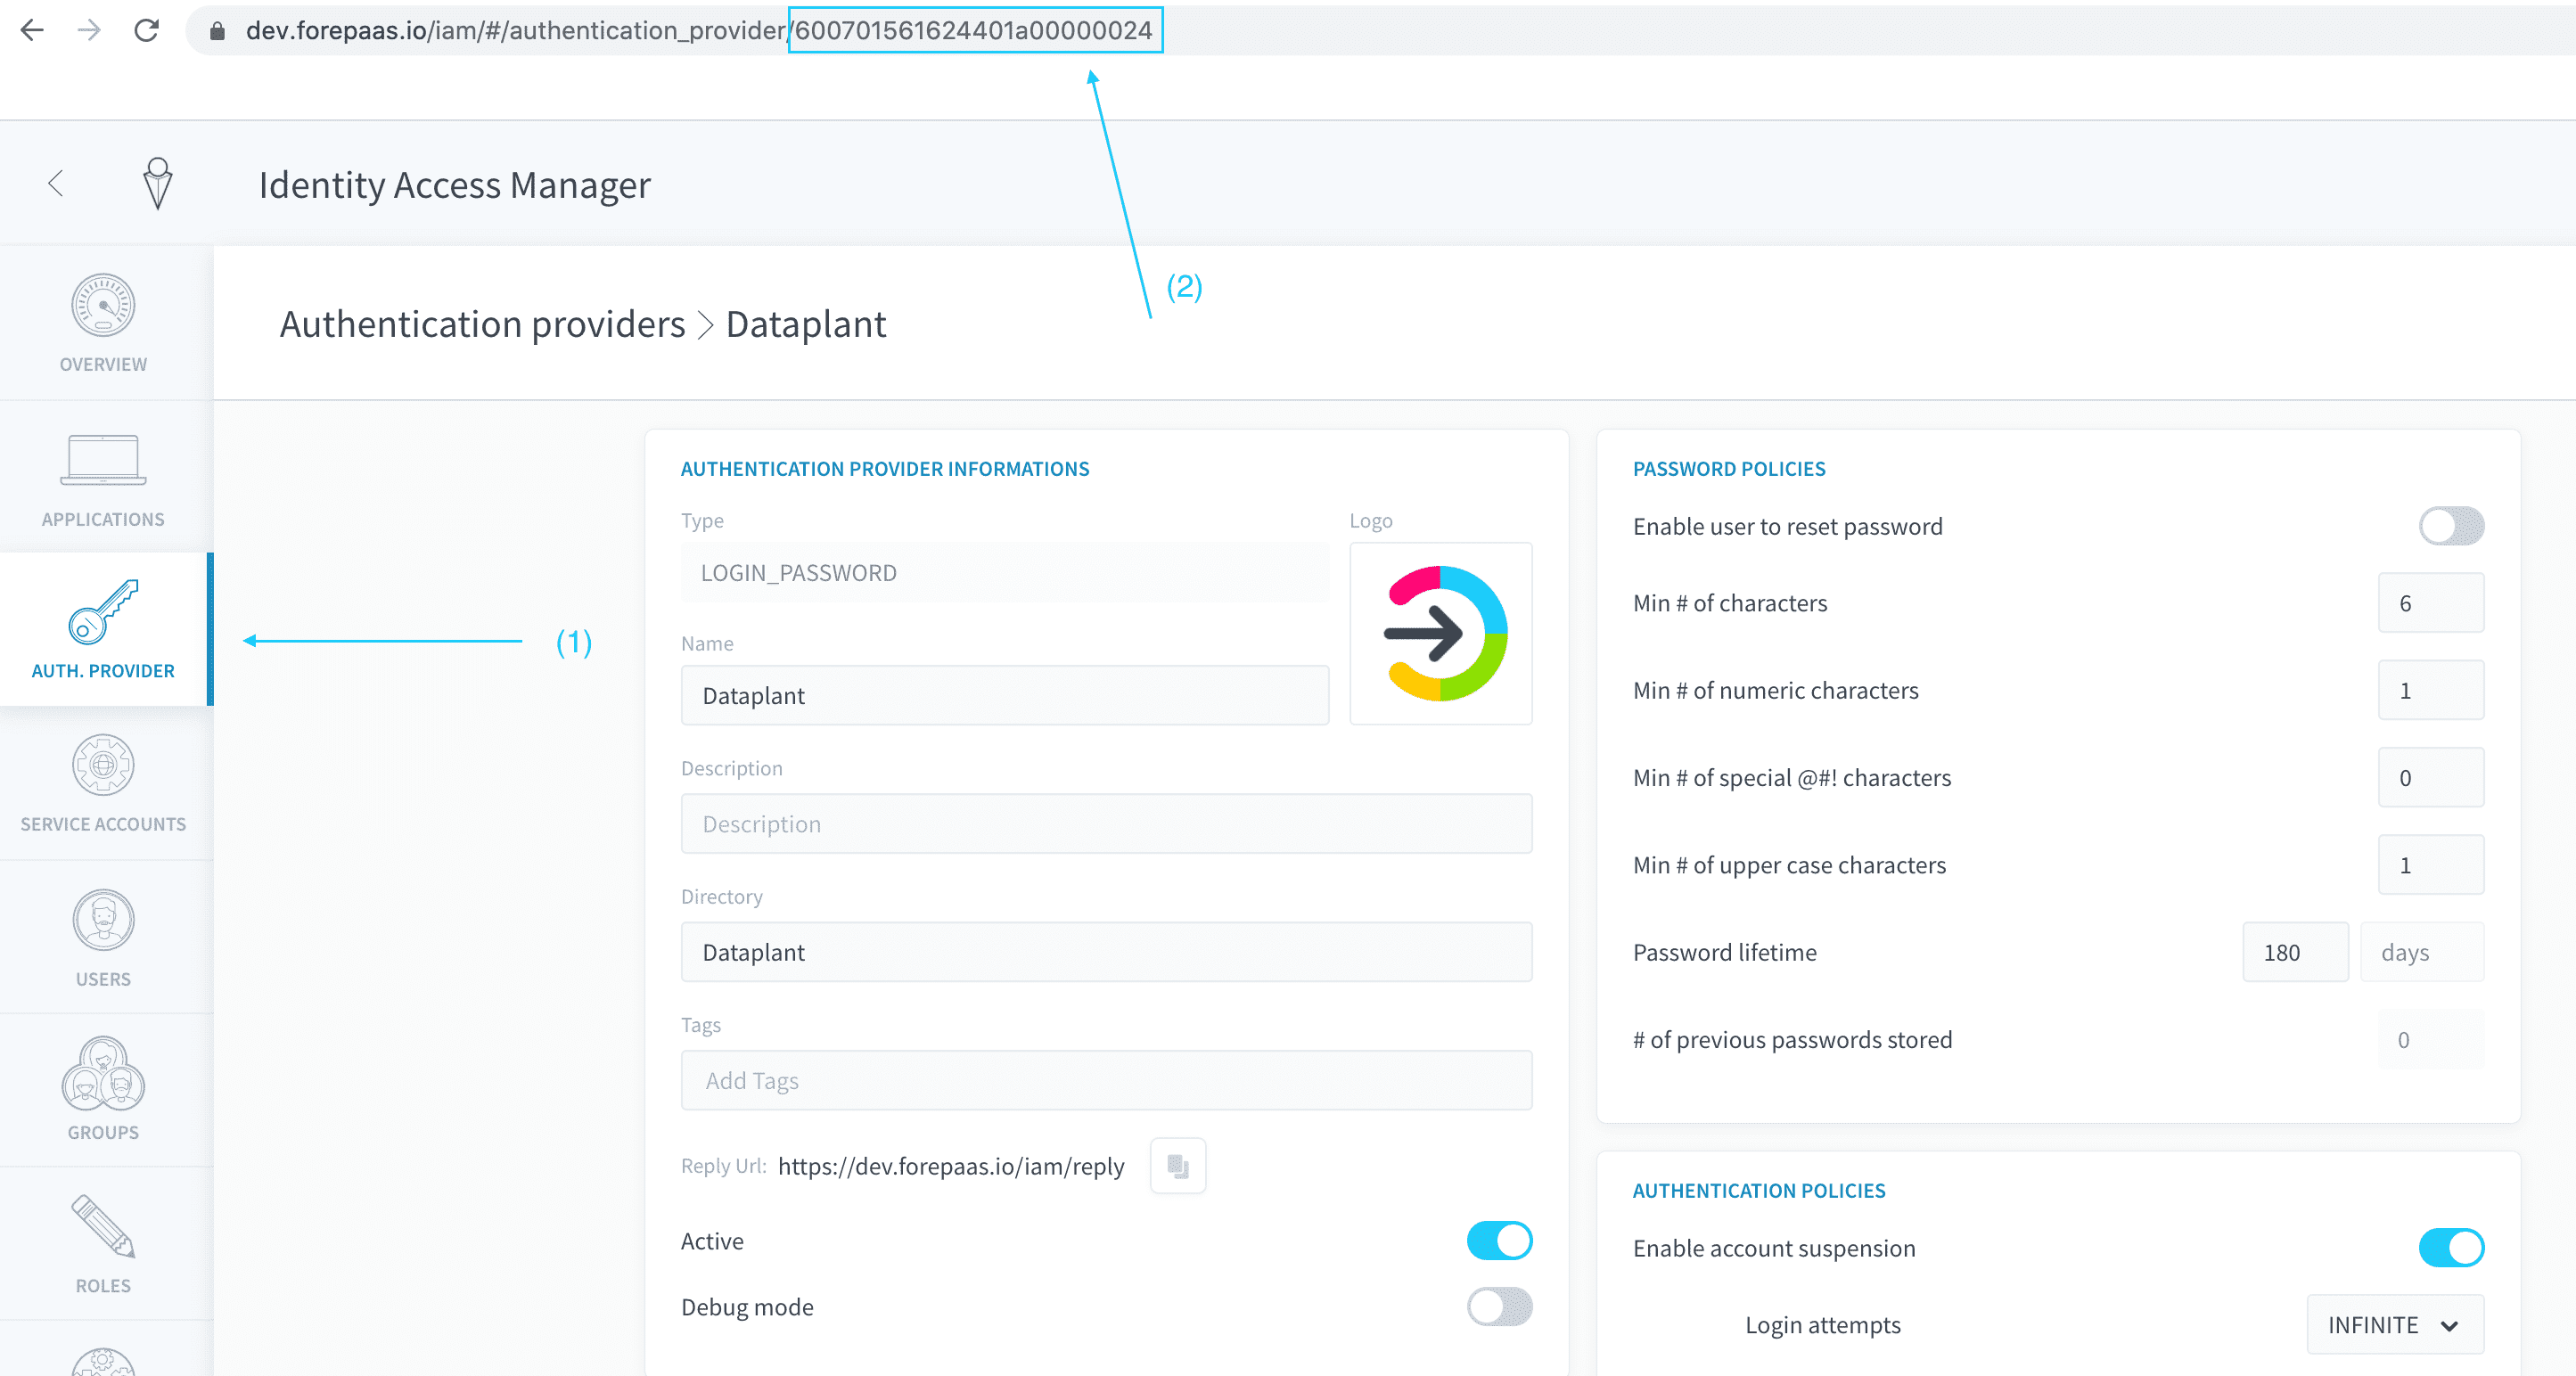 dev.forepaas.io/iam/#/authentication_provider/600701561624401a00000024
(2)
Identity Access Manager
Authentication providers > Dataplant
OVERVIEW
APPLICATIONS
AUTH. PROVIDER
SERVICE ACCOUNTS
USERS
GROUPS
ROLES
(1)
AUTHENTICATION PROVIDER INFORMATIONS
Type
LOGIN_PASSWORD
Logo
Name
Dataplant
Description
Description
Directory
Dataplant
Tags
Add Tags
Reply Url: https://dev.forepaas.io/iam/reply
Active
Debug mode
PASSWORD POLICIES
Enable user to reset password
Min # of characters 6
Min # of numeric characters 1
Min # of special @#! characters 0
Min # of upper case characters 1
Password lifetime 180 days
# of previous passwords stored 0
AUTHENTICATION POLICIES
Enable account suspension
Login attempts INFINITE